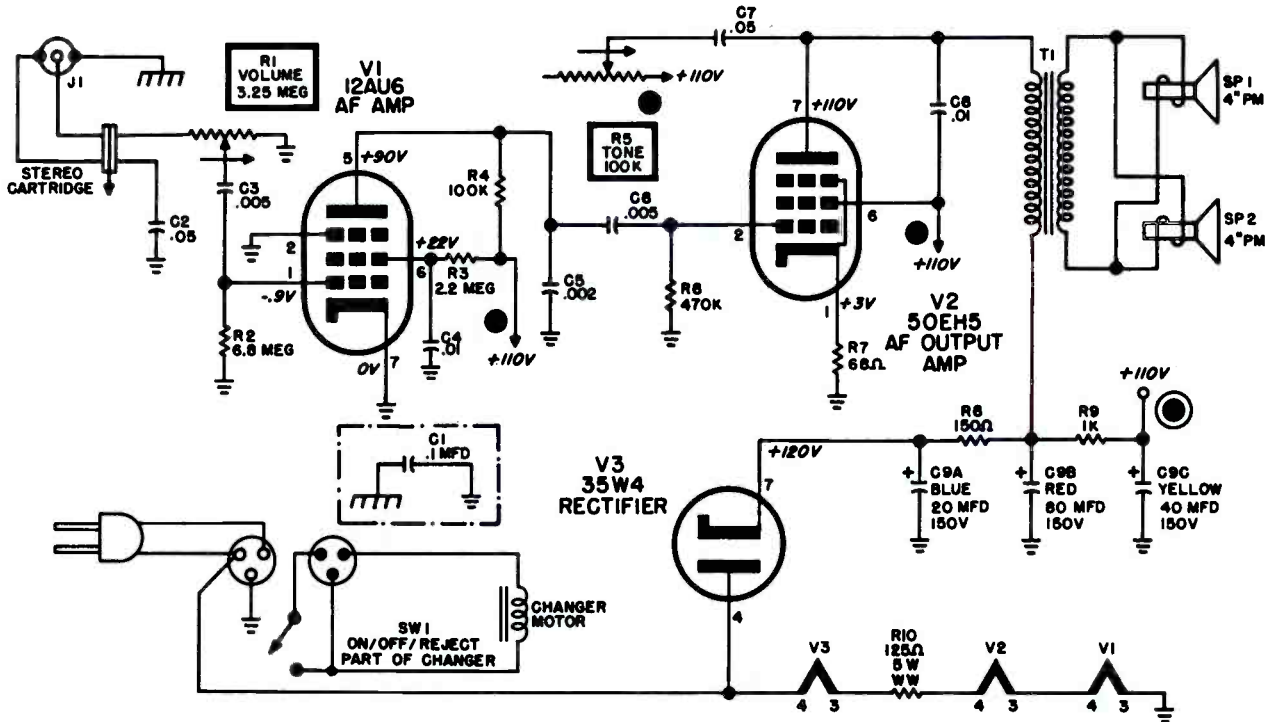 C7
.05
J1
R1
VOLUME
3.25 MEG
V1
12AU6
AF AMP
+110V
7
+110V
C8
.01
T1
SP 1
4" PM
STEREO
CARTRIDGE
C3
.005
C2
.05
5
+90V
R4
100K
R5
TONE
100K
C6
.005
2
6
+110V
SP 2
4" PM
2
1
-.9V
+22V
6
R3
2.2 MEG
C5
.002
R6
470K
1
+3V
V2
50EH5
AF OUTPUT
AMP
R2
6.8 MEG
0V
7
C4
.01
+110V
R7
68Ω
C1
.1 MFD
V3
35W4
RECTIFIER
7
+120V
R8
150Ω
R9
1K
+110V
+
C9A
BLUE
20 MFD
150V
+
C9B
RED
80 MFD
150V
+
C9C
YELLOW
40 MFD
150V
CHANGER
MOTOR
SW1
ON/OFF/REJECT
PART OF CHANGER
4
V3
4 3
R10
125Ω
5 W
WW
V2
4 3
V1
4 3